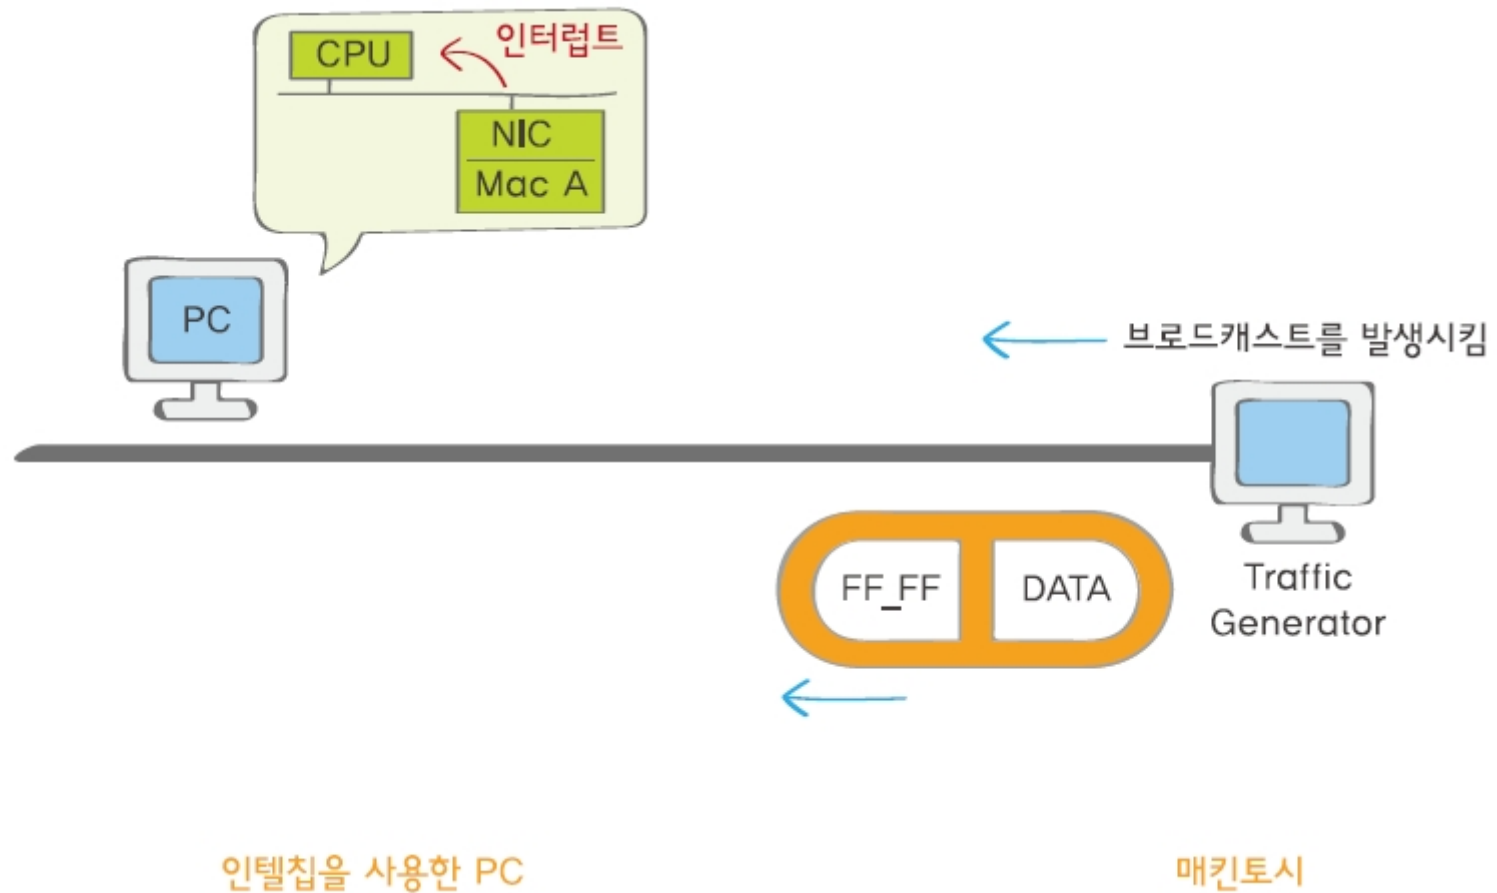 CPU
인터럽트
NIC
Mac A
PC
브로드캐스트를 발생시킴
FF_FF
DATA
Traffic
Generator
인텔칩을 사용한 PC
매킨토시